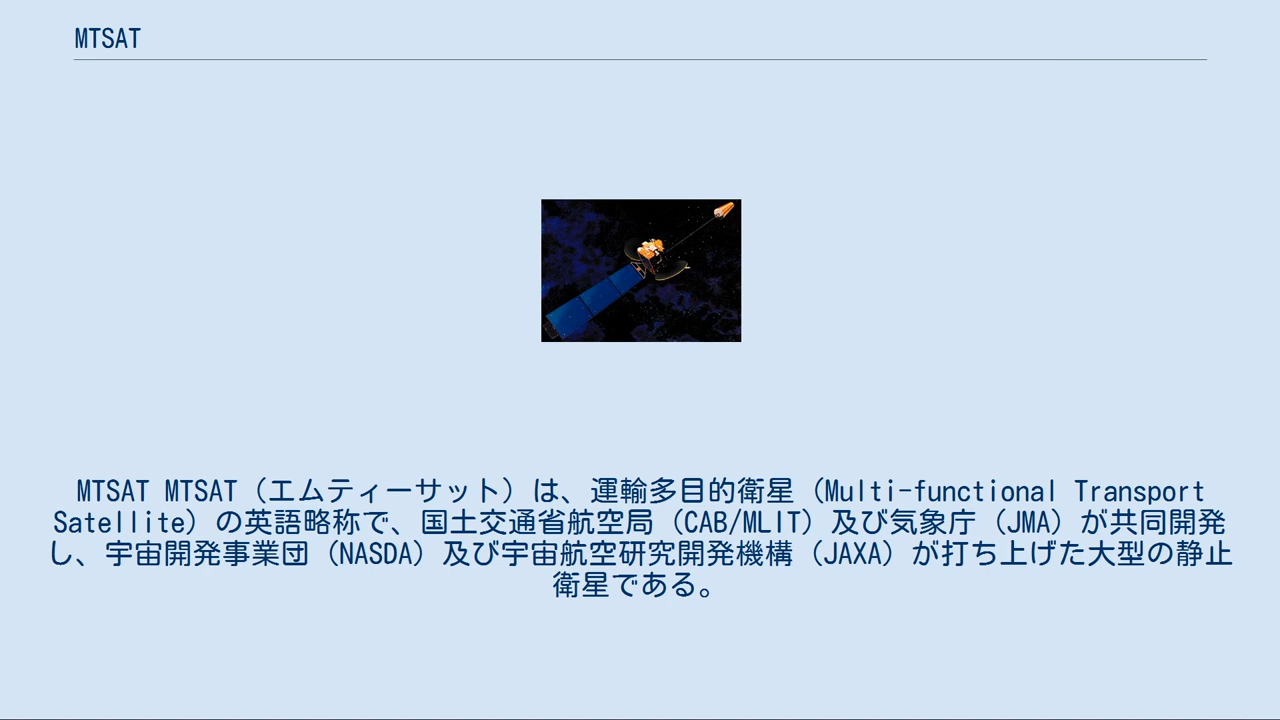 MTSAT
MTSAT MTSAT（エムティーサット）は、運輸多目的衛星（Multi-functional Transport
Satellite）の英語略称で、国土交通省航空局（CAB/MLIT）及び気象庁（JMA）が共同開発
し、宇宙開発事業団（NASDA）及び宇宙航空研究開発機構（JAXA）が打ち上げた大型の静止
衛星である。